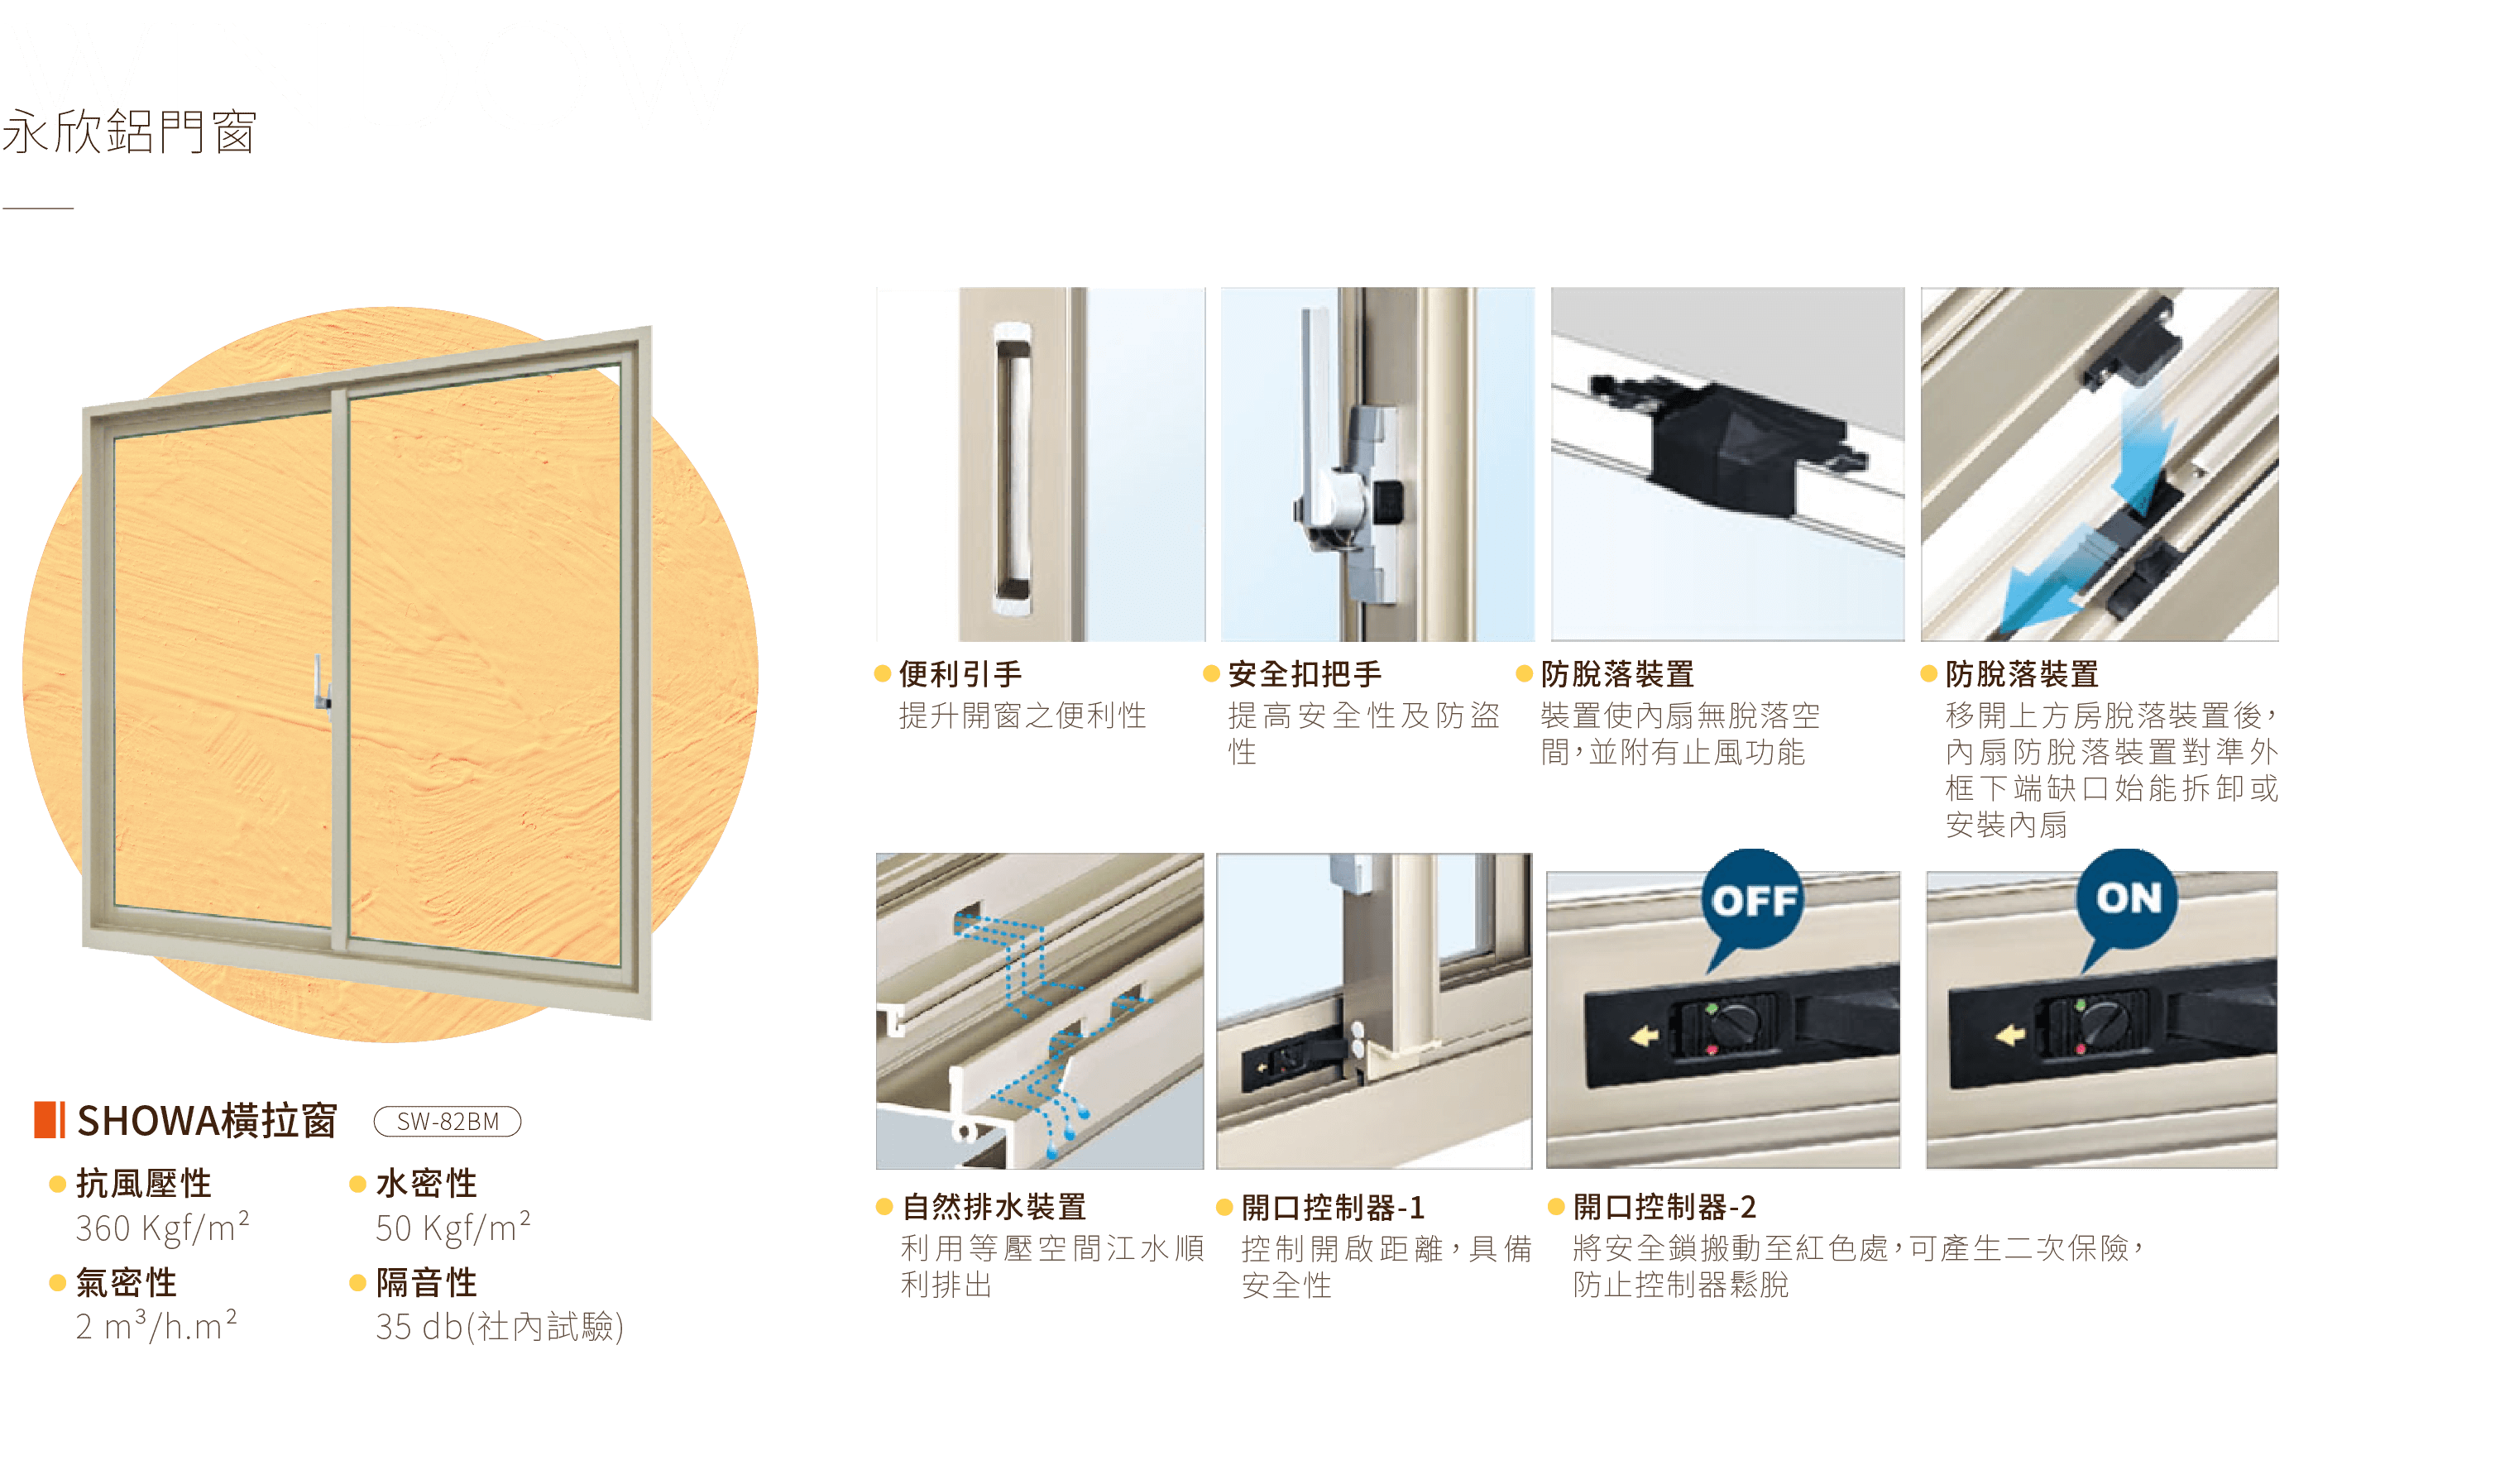 永欣鋁門窗
SHOWA橫拉窗
SW-82BM
抗風壓性
360 Kgf/m²
水密性
50 Kgf/m²
氣密性
2 m³/h.m²
隔音性
35 db(社內試驗)
便利引手
提升開窗之便利性
安全扣把手
提高安全性及防盜
性
防脫落裝置
裝置使內扇無脫落空
間，並附有止風功能
防脫落裝置
移開上方房脫落裝置後，
內扇防脫落裝置對準外
框下端缺口始能拆卸或
安裝內扇
自然排水裝置
利用等壓空間江水順
利排出
開口控制器-1
控制開啟距離，具備
安全性
OFF
ON
開口控制器-2
將安全鎖搬動至紅色處，可產生二次保險，
防止控制器鬆脫